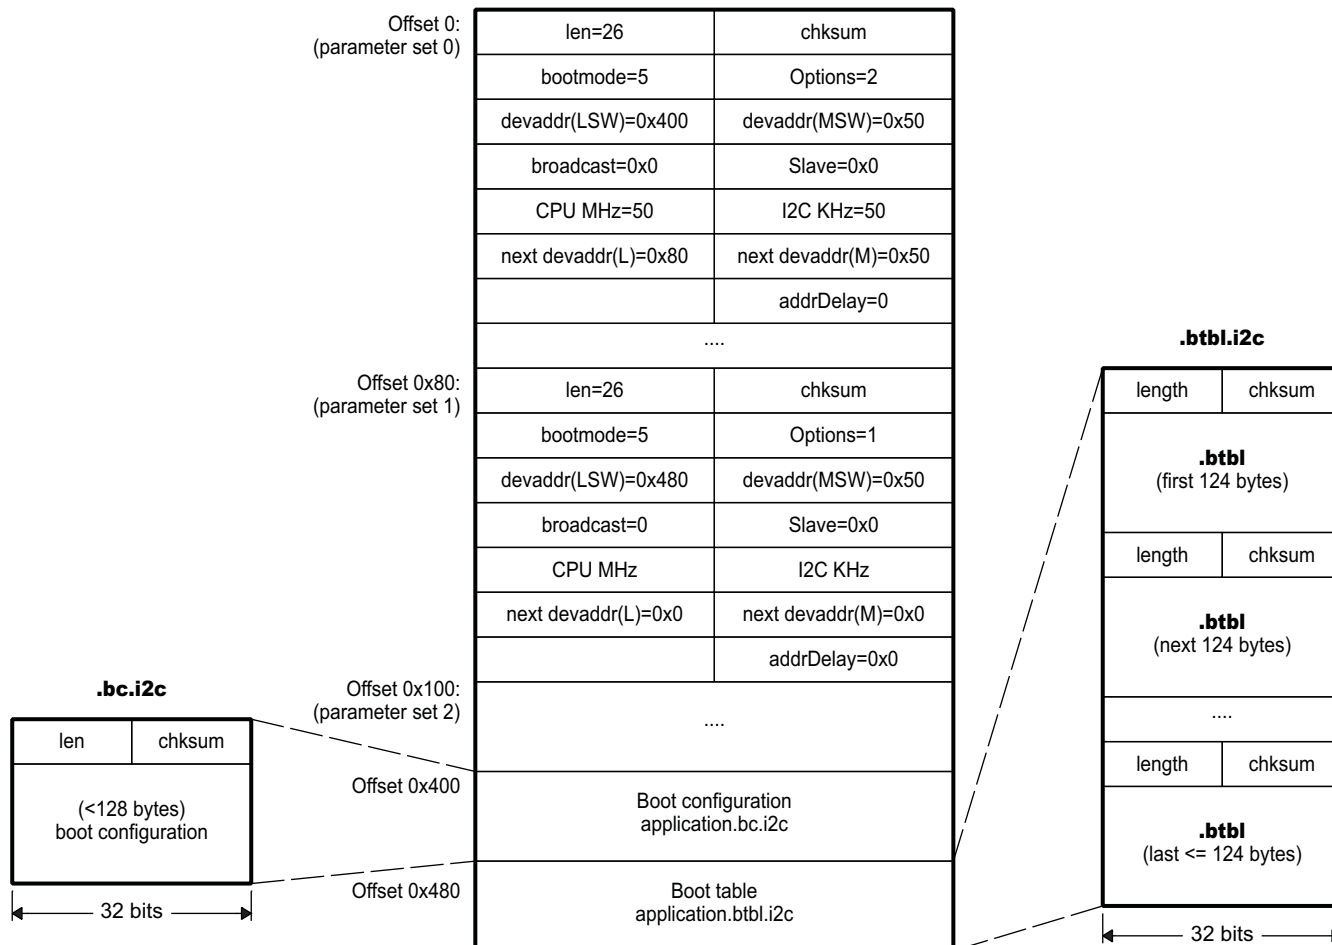 Offset 0:
(parameter set 0)
len=26 chksum
bootmode=5 Options=2
devaddr(LSW)=0x400 devaddr(MSW)=0x50
broadcast=0x0 Slave=0x0
CPU MHz=50 I2C KHz=50
next devaddr(L)=0x80 next devaddr(M)=0x50
addrDelay=0
....
Offset 0x80:
(parameter set 1)
len=26 chksum
bootmode=5 Options=1
devaddr(LSW)=0x480 devaddr(MSW)=0x50
broadcast=0 Slave=0x0
CPU MHz I2C KHz
next devaddr(L)=0x0 next devaddr(M)=0x0
addrDelay=0x0
Offset 0x100:
(parameter set 2)
....
Offset 0x400
Boot configuration
application.bc.i2c
Offset 0x480
Boot table
application.btbl.i2c
.bc.i2c
len chksum
(<128 bytes)
boot configuration
32 bits
.btbl.i2c
length chksum
.btbl
(first 124 bytes)
length chksum
.btbl
(next 124 bytes)
....
length chksum
.btbl
(last <= 124 bytes)
32 bits